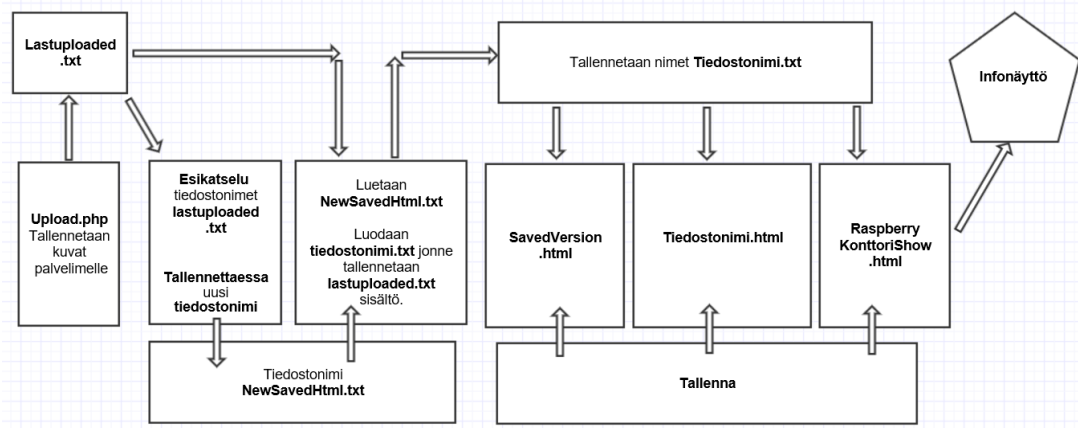 Lastuploaded
.txt
Upload.php
Tallennetaan
kuvat
palvelimelle
Esikatselu
tiedostonimet
lastuploaded
.txt
Tallennettaessa
uusi
tiedostonimi
Tiedostonimi
NewSavedHtml.txt
Luetaan
NewSavedHtml.txt
Luodaan
tiedostonimi.txt jonne
tallennetaan
lastuploaded.txt
sisältö.
Tallennetaan nimet Tiedostonimi.txt
SavedVersion
.html
Tiedostonimi.html
Raspberry
KonttoriShow
.html
Tallenna
Infonäyttö